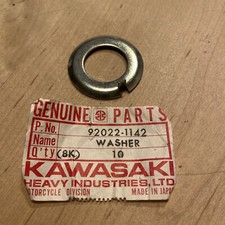 GENUINE PARTS
P. No. 92022-1142
Name WASHER
Q'ty (8K) 10
KAWASAKI
HEAVY INDUSTRIES, LTD
MOTORCYCLE DIVISION MADE IN JAPAN